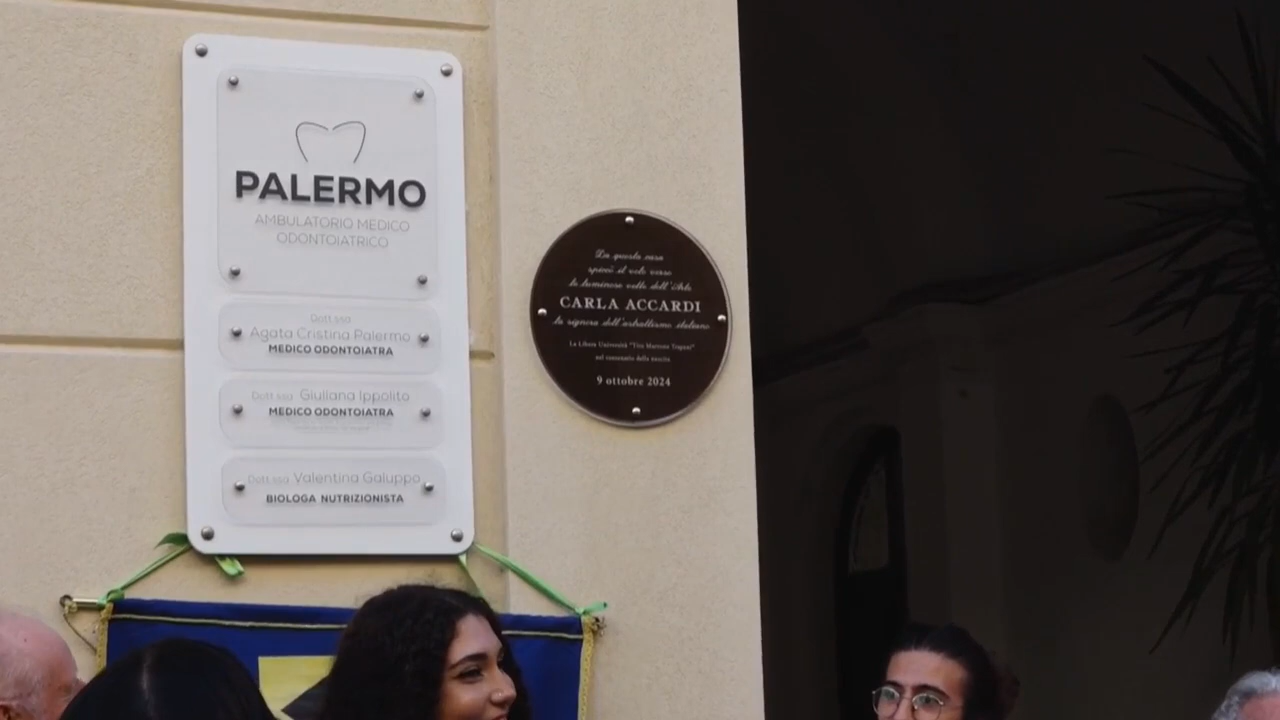 PALERMO
AMBULATORIO MEDICO
ODONTOIATRICO
Dott.ssa
Agata Cristina Palermo
MEDICO ODONTOIATRA
Dott.ssa Giuliana Ippolito
MEDICO ODONTOIATRA
Dott.ssa Valentina Galuppo
BIOLOGA NUTRIZIONISTA
Da questa casa
spiccò il volo verso
le luminose vette dell'Arte
CARLA ACCARDI
la signora dell'astrattismo italiano
La Libera Università "Tito Marrone Trapani"
nel centenario della nascita
9 ottobre 2024